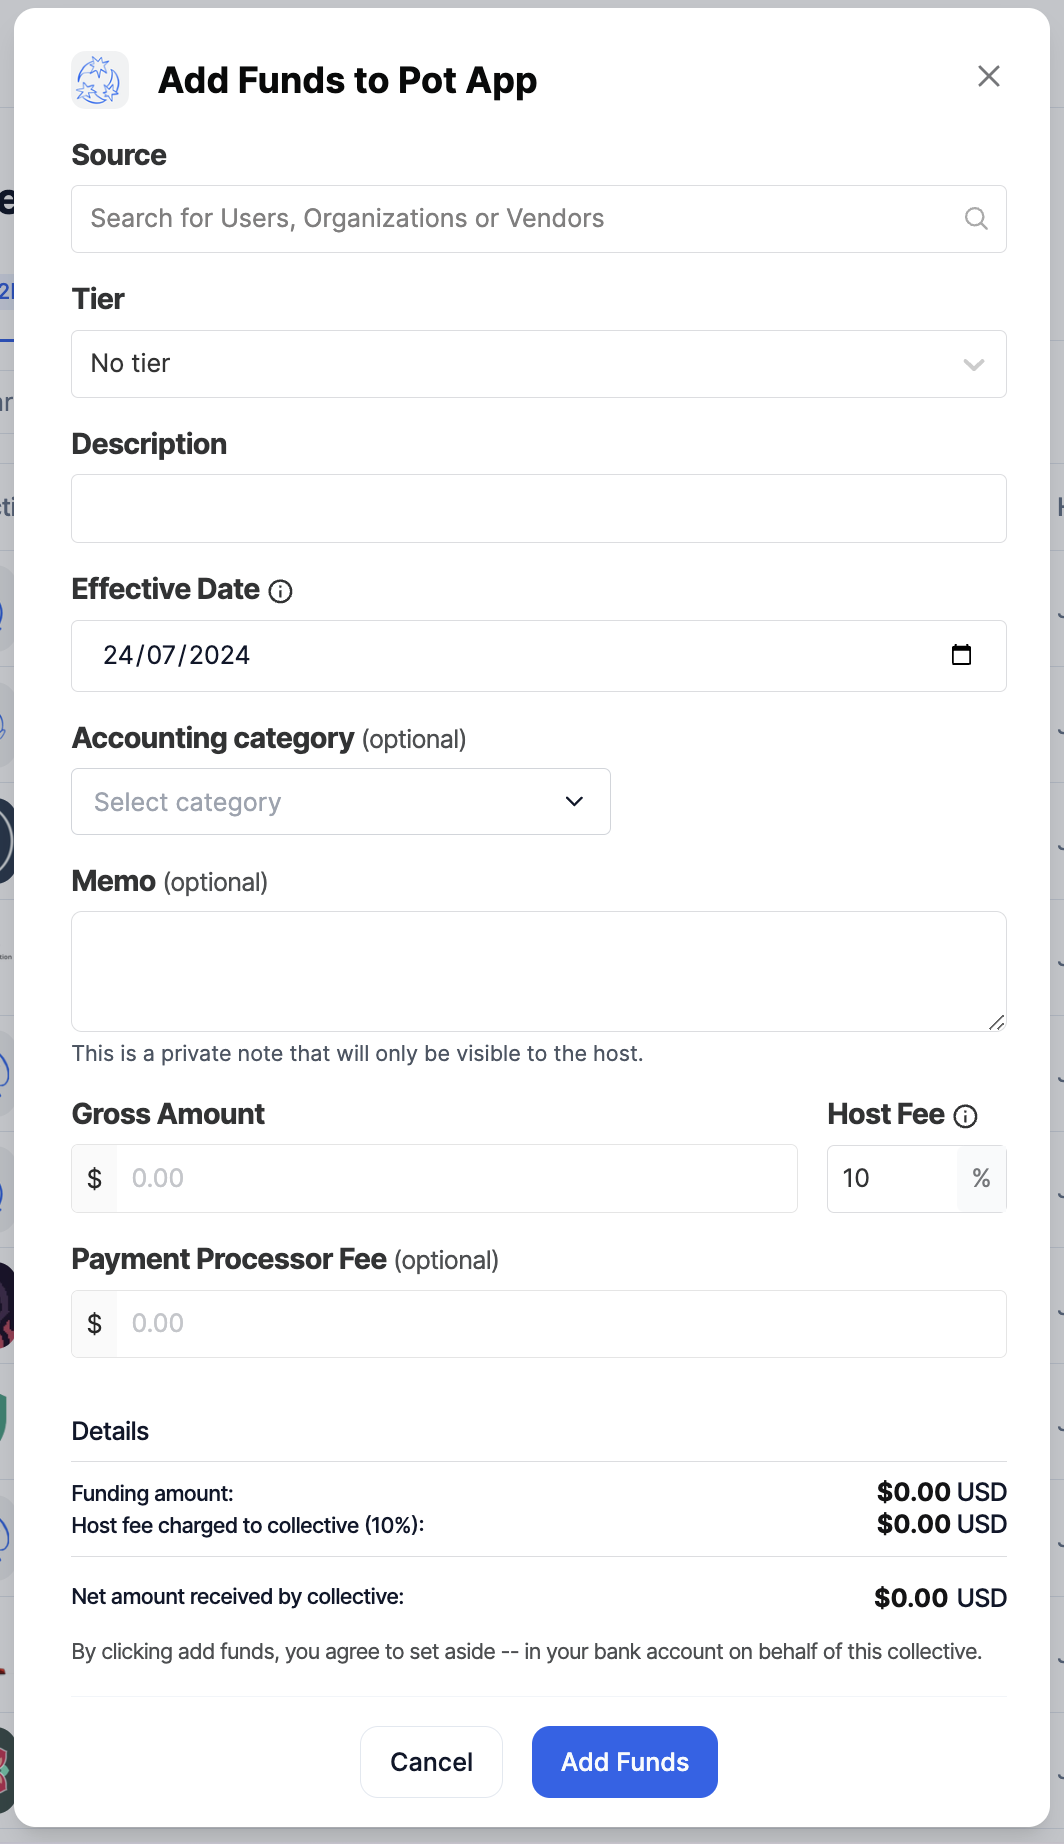 Add Funds to Pot App
Source
Search for Users, Organizations or Vendors
Tier
No tier
Description
Effective Date
24/07/2024
Accounting category (optional)
Select category
Memo (optional)
This is a private note that will only be visible to the host.
Gross Amount
Host Fee
$ 0.00
10 %
Payment Processor Fee (optional)
$ 0.00
Details
Funding amount: $0.00 USD
Host fee charged to collective (10%): $0.00 USD
Net amount received by collective: $0.00 USD
By clicking add funds, you agree to set aside -- in your bank account on behalf of this collective.
Cancel
Add Funds